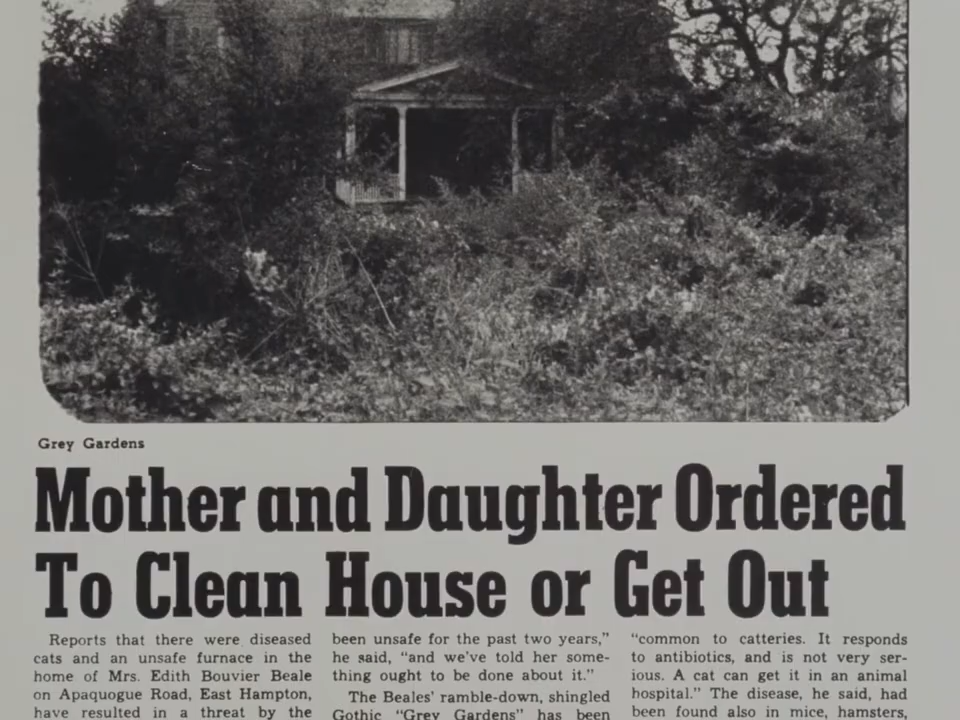 Grey Gardens
Mother and Daughter Ordered
To Clean House or Get Out
Reports that there were diseased
cats and an unsafe furnace in the
home of Mrs. Edith Bouvier Beale
on Apaquogue Road, East Hampton,
have resulted in a threat by the
been unsafe for the past two years,”
he said, “and we’ve told her some-
thing ought to be done about it.”
The Beales’ ramble-down, shingled
Gothic “Grey Gardens” has been
“common to catteries. It responds
to antibiotics, and is not very ser-
ious. A cat can get it in an animal
hospital.” The disease, he said, had
been found also in mice, hamsters,